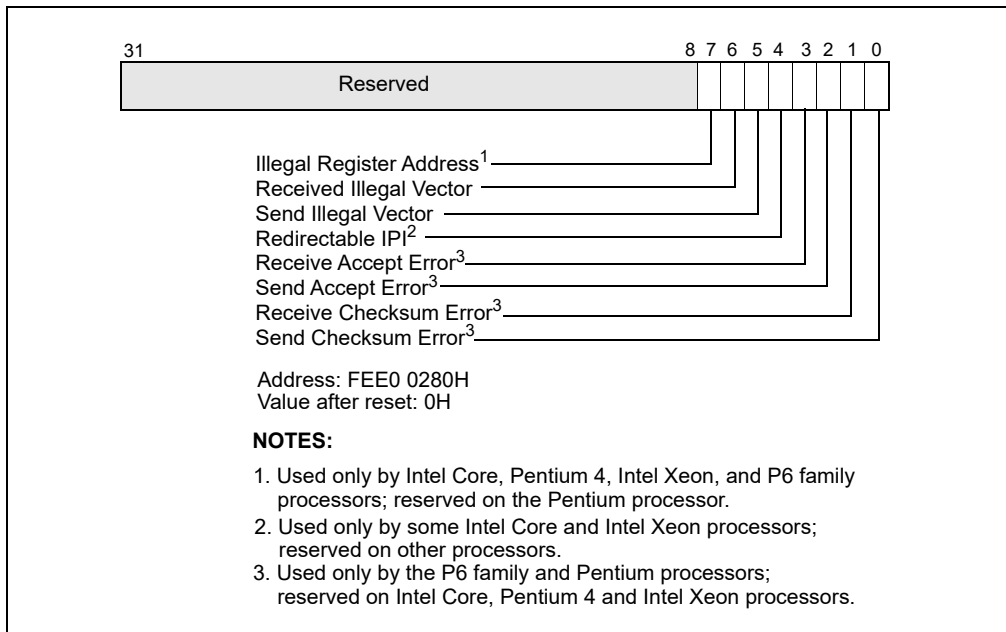 31 8 7 6 5 4 3 2 1 0
Reserved
Illegal Register Address1
Received Illegal Vector
Send Illegal Vector
Redirectable IPI2
Receive Accept Error3
Send Accept Error3
Receive Checksum Error3
Send Checksum Error3
Address: FEE0 0280H
Value after reset: 0H
NOTES:
1. Used only by Intel Core, Pentium 4, Intel Xeon, and P6 family
processors; reserved on the Pentium processor.
2. Used only by some Intel Core and Intel Xeon processors;
reserved on other processors.
3. Used only by the P6 family and Pentium processors;
reserved on Intel Core, Pentium 4 and Intel Xeon processors.